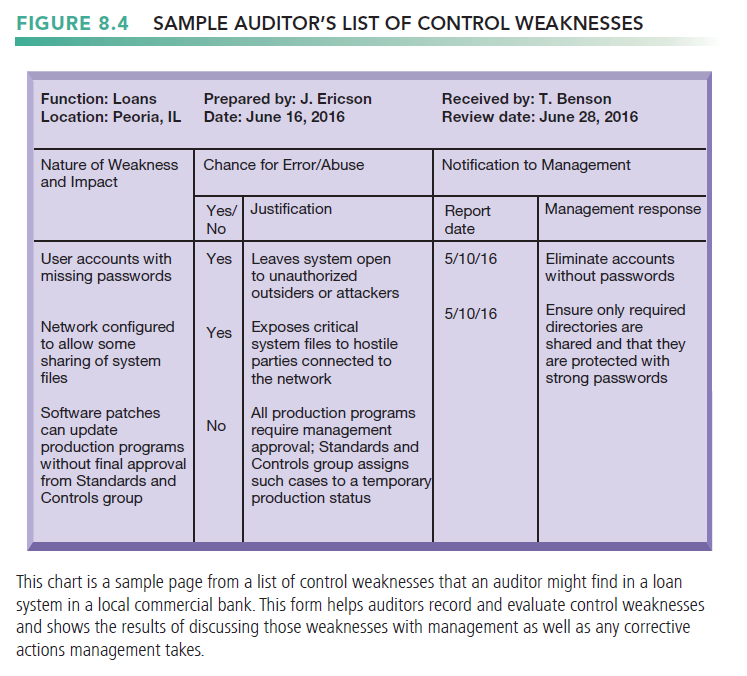 FIGURE 8.4 SAMPLE AUDITOR'S LIST OF CONTROL WEAKNESSES
Function: Loans
Location: Peoria, IL
Prepared by: J. Ericson
Date: June 16, 2016
Received by: T. Benson
Review date: June 28, 2016
Nature of Weakness
and Impact
Chance for Error/Abuse
Notification to Management
Yes/
No
Justification
Report
date
Management response
User accounts with
missing passwords
Yes
Leaves system open
to unauthorized
outsiders or attackers
5/10/16
Eliminate accounts
without passwords
Network configured
to allow some
sharing of system
files
Yes
Exposes critical
system files to hostile
parties connected to
the network
5/10/16
Ensure only required
directories are
shared and that they
are protected with
strong passwords
Software patches
can update
production programs
without final approval
from Standards and
Controls group
No
All production programs
require management
approval; Standards and
Controls group assigns
such cases to a temporary
production status
This chart is a sample page from a list of control weaknesses that an auditor might find in a loan
system in a local commercial bank. This form helps auditors record and evaluate control weaknesses
and shows the results of discussing those weaknesses with management as well as any corrective
actions management takes.